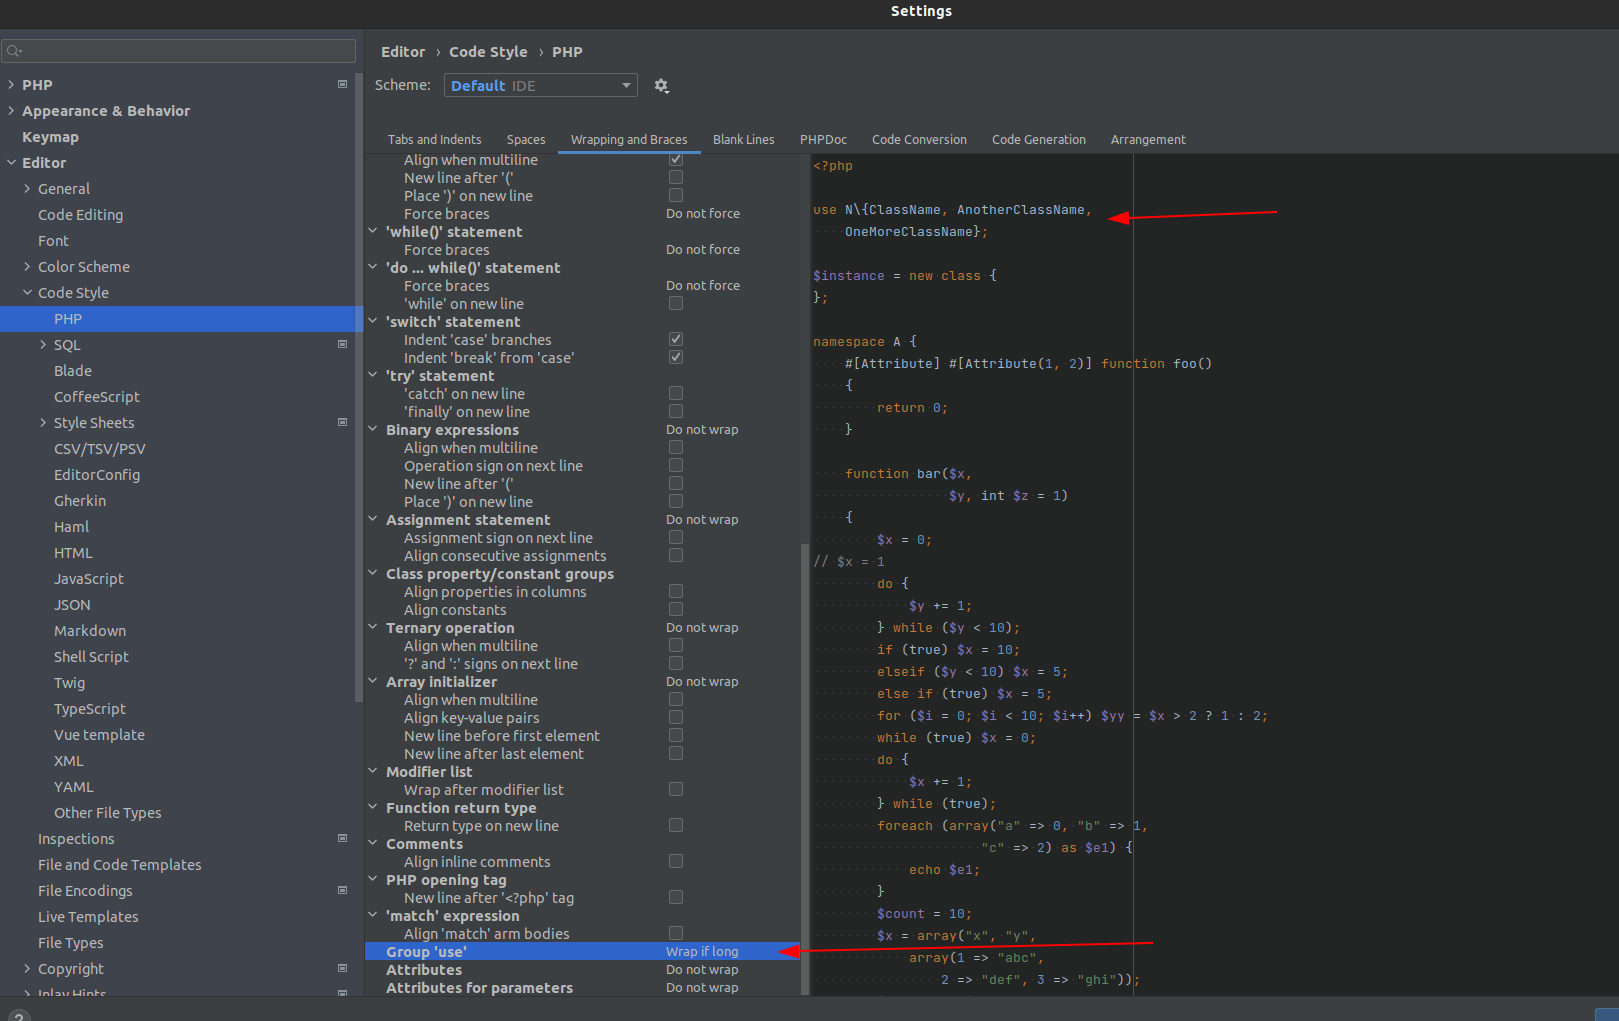 Settings
Editor › Code Style › PHP
Scheme: Default IDE
PHP
Appearance & Behavior
Keymap
Editor
General
Code Editing
Font
Color Scheme
Code Style
PHP
SQL
Blade
CoffeeScript
Style Sheets
CSV/TSV/PSV
EditorConfig
Gherkin
Haml
HTML
JavaScript
JSON
Markdown
Shell Script
Twig
TypeScript
Vue template
XML
YAML
Other File Types
Inspections
File and Code Templates
File Encodings
Live Templates
File Types
Copyright
Inlay Hints
?
Tabs and Indents Spaces Wrapping and Braces Blank Lines PHPDoc Code Conversion Code Generation Arrangement
Align when multiline
New line after '('
Place ')' on new line
Force braces Do not force
'while()' statement
Force braces Do not force
'do ... while()' statement
Force braces Do not force
'while' on new line
'switch' statement
Indent 'case' branches
Indent 'break' from 'case'
'try' statement
'catch' on new line
'finally' on new line
Binary expressions Do not wrap
Align when multiline
Operation sign on next line
New line after '('
Place ')' on new line
Assignment statement Do not wrap
Assignment sign on next line
Align consecutive assignments
Class property/constant groups
Align properties in columns
Align constants
Ternary operation Do not wrap
Align when multiline
'?' and ':' signs on next line
Array initializer Do not wrap
Align when multiline
Align key-value pairs
New line before first element
New line after last element
Modifier list
Wrap after modifier list
Function return type
Return type on new line
Comments
Align inline comments
PHP opening tag
New line after '<?php' tag
'match' expression
Align 'match' arm bodies
Group 'use' Wrap if long
Attributes Do not wrap
Attributes for parameters Do not wrap
<?php
use N\{ClassName, AnotherClassName,
    OneMoreClassName};
$instance = new class {
};
namespace A {
    #[Attribute] #[Attribute(1, 2)] function foo()
    {
        return 0;
    }
    function bar($x,
                 $y, int $z = 1)
    {
        $x = 0;
// $x = 1
        do {
            $y += 1;
        } while ($y < 10);
        if (true) $x = 10;
        elseif ($y < 10) $x = 5;
        else if (true) $x = 5;
        for ($i = 0; $i < 10; $i++) $yy = $x > 2 ? 1 : 2;
        while (true) $x = 0;
        do {
            $x += 1;
        } while (true);
        foreach (array("a" => 0, "b" => 1,
                     "c" => 2) as $e1) {
            echo $e1;
        }
        $count = 10;
        $x = array("x", "y",
            array(1 => "abc",
                2 => "def", 3 => "ghi"));